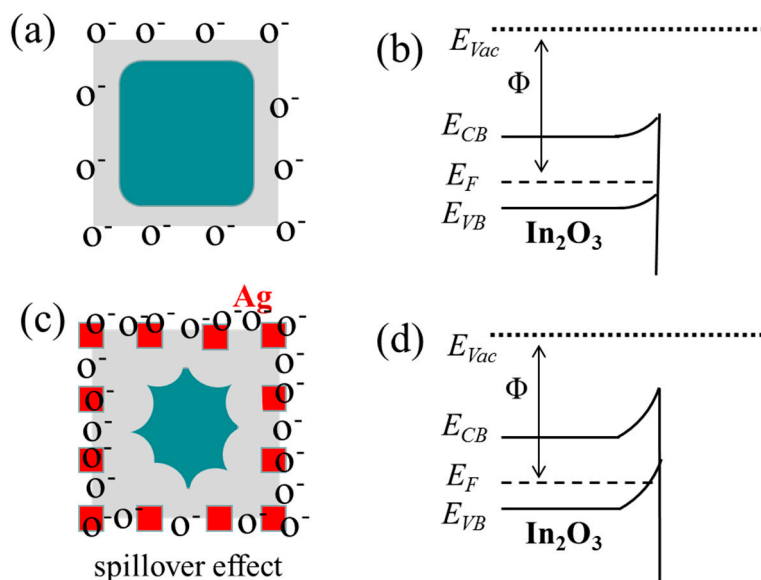 (a)
O⁻ O⁻ O⁻ O⁻
O⁻ O⁻
O⁻ O⁻
O⁻ O⁻ O⁻ O⁻
(b)
E_Vac
Φ
E_CB
E_F
E_VB
In₂O₃
(c)
Ag
O⁻ O⁻O⁻ O⁻ O⁻O⁻ O⁻
O⁻ O⁻
O⁻ O⁻
O⁻ O⁻
O⁻ O⁻
O⁻ O⁻
O⁻O⁻ O⁻ O⁻O⁻ O⁻
spillover effect
(d)
E_Vac
Φ
E_CB
E_F
E_VB
In₂O₃